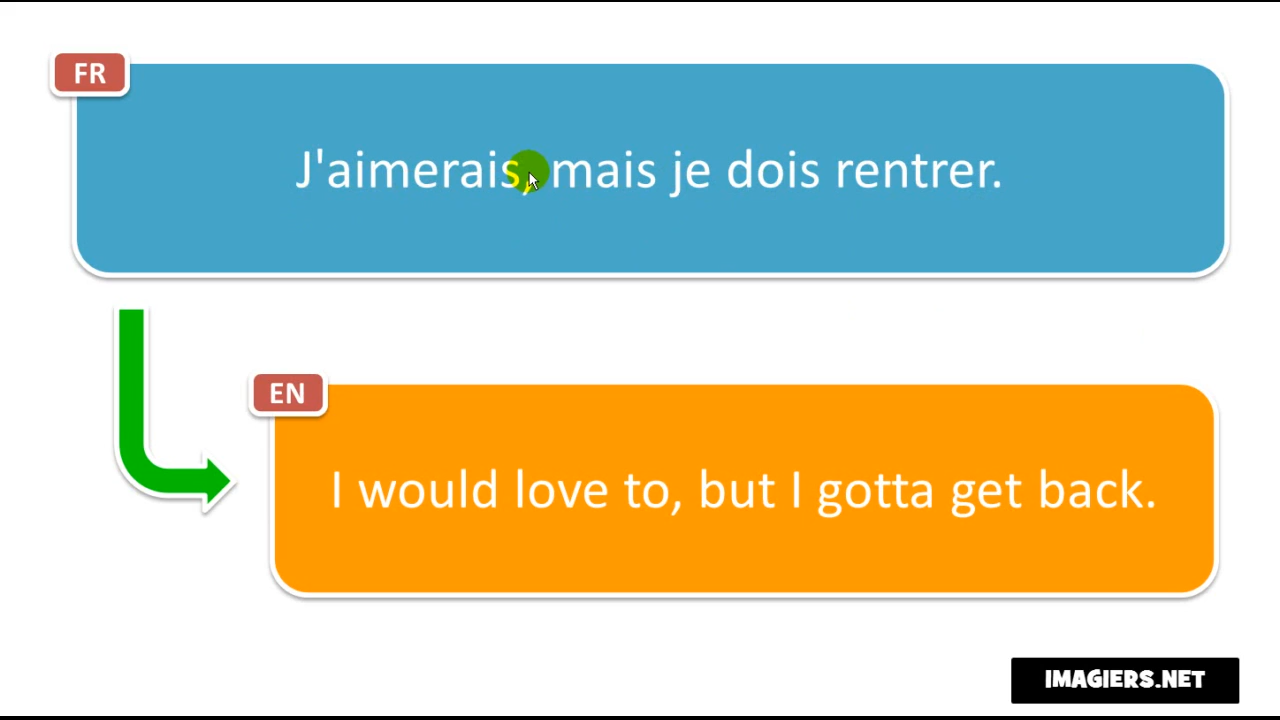 FR
J'aimerais, mais je dois rentrer.
EN
I would love to, but I gotta get back.
IMAGIERS.NET